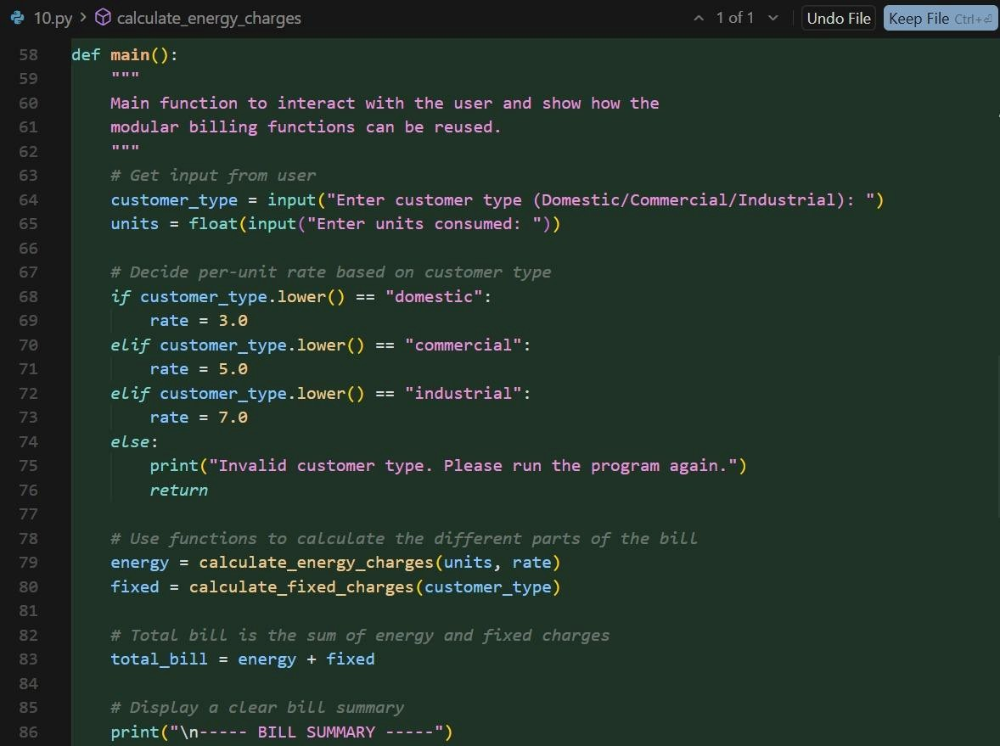 10.py > calculate_energy_charges 1 of 1 Undo File Keep File Ctrl+⏎
58 def main():
59     """
60     Main function to interact with the user and show how the
61     modular billing functions can be reused.
62     """
63     # Get input from user
64     customer_type = input("Enter customer type (Domestic/Commercial/Industrial): ")
65     units = float(input("Enter units consumed: "))
66
67     # Decide per-unit rate based on customer type
68     if customer_type.lower() == "domestic":
69         rate = 3.0
70     elif customer_type.lower() == "commercial":
71         rate = 5.0
72     elif customer_type.lower() == "industrial":
73         rate = 7.0
74     else:
75         print("Invalid customer type. Please run the program again.")
76         return
77
78     # Use functions to calculate the different parts of the bill
79     energy = calculate_energy_charges(units, rate)
80     fixed = calculate_fixed_charges(customer_type)
81
82     # Total bill is the sum of energy and fixed charges
83     total_bill = energy + fixed
84
85     # Display a clear bill summary
86     print("\n----- BILL SUMMARY -----")